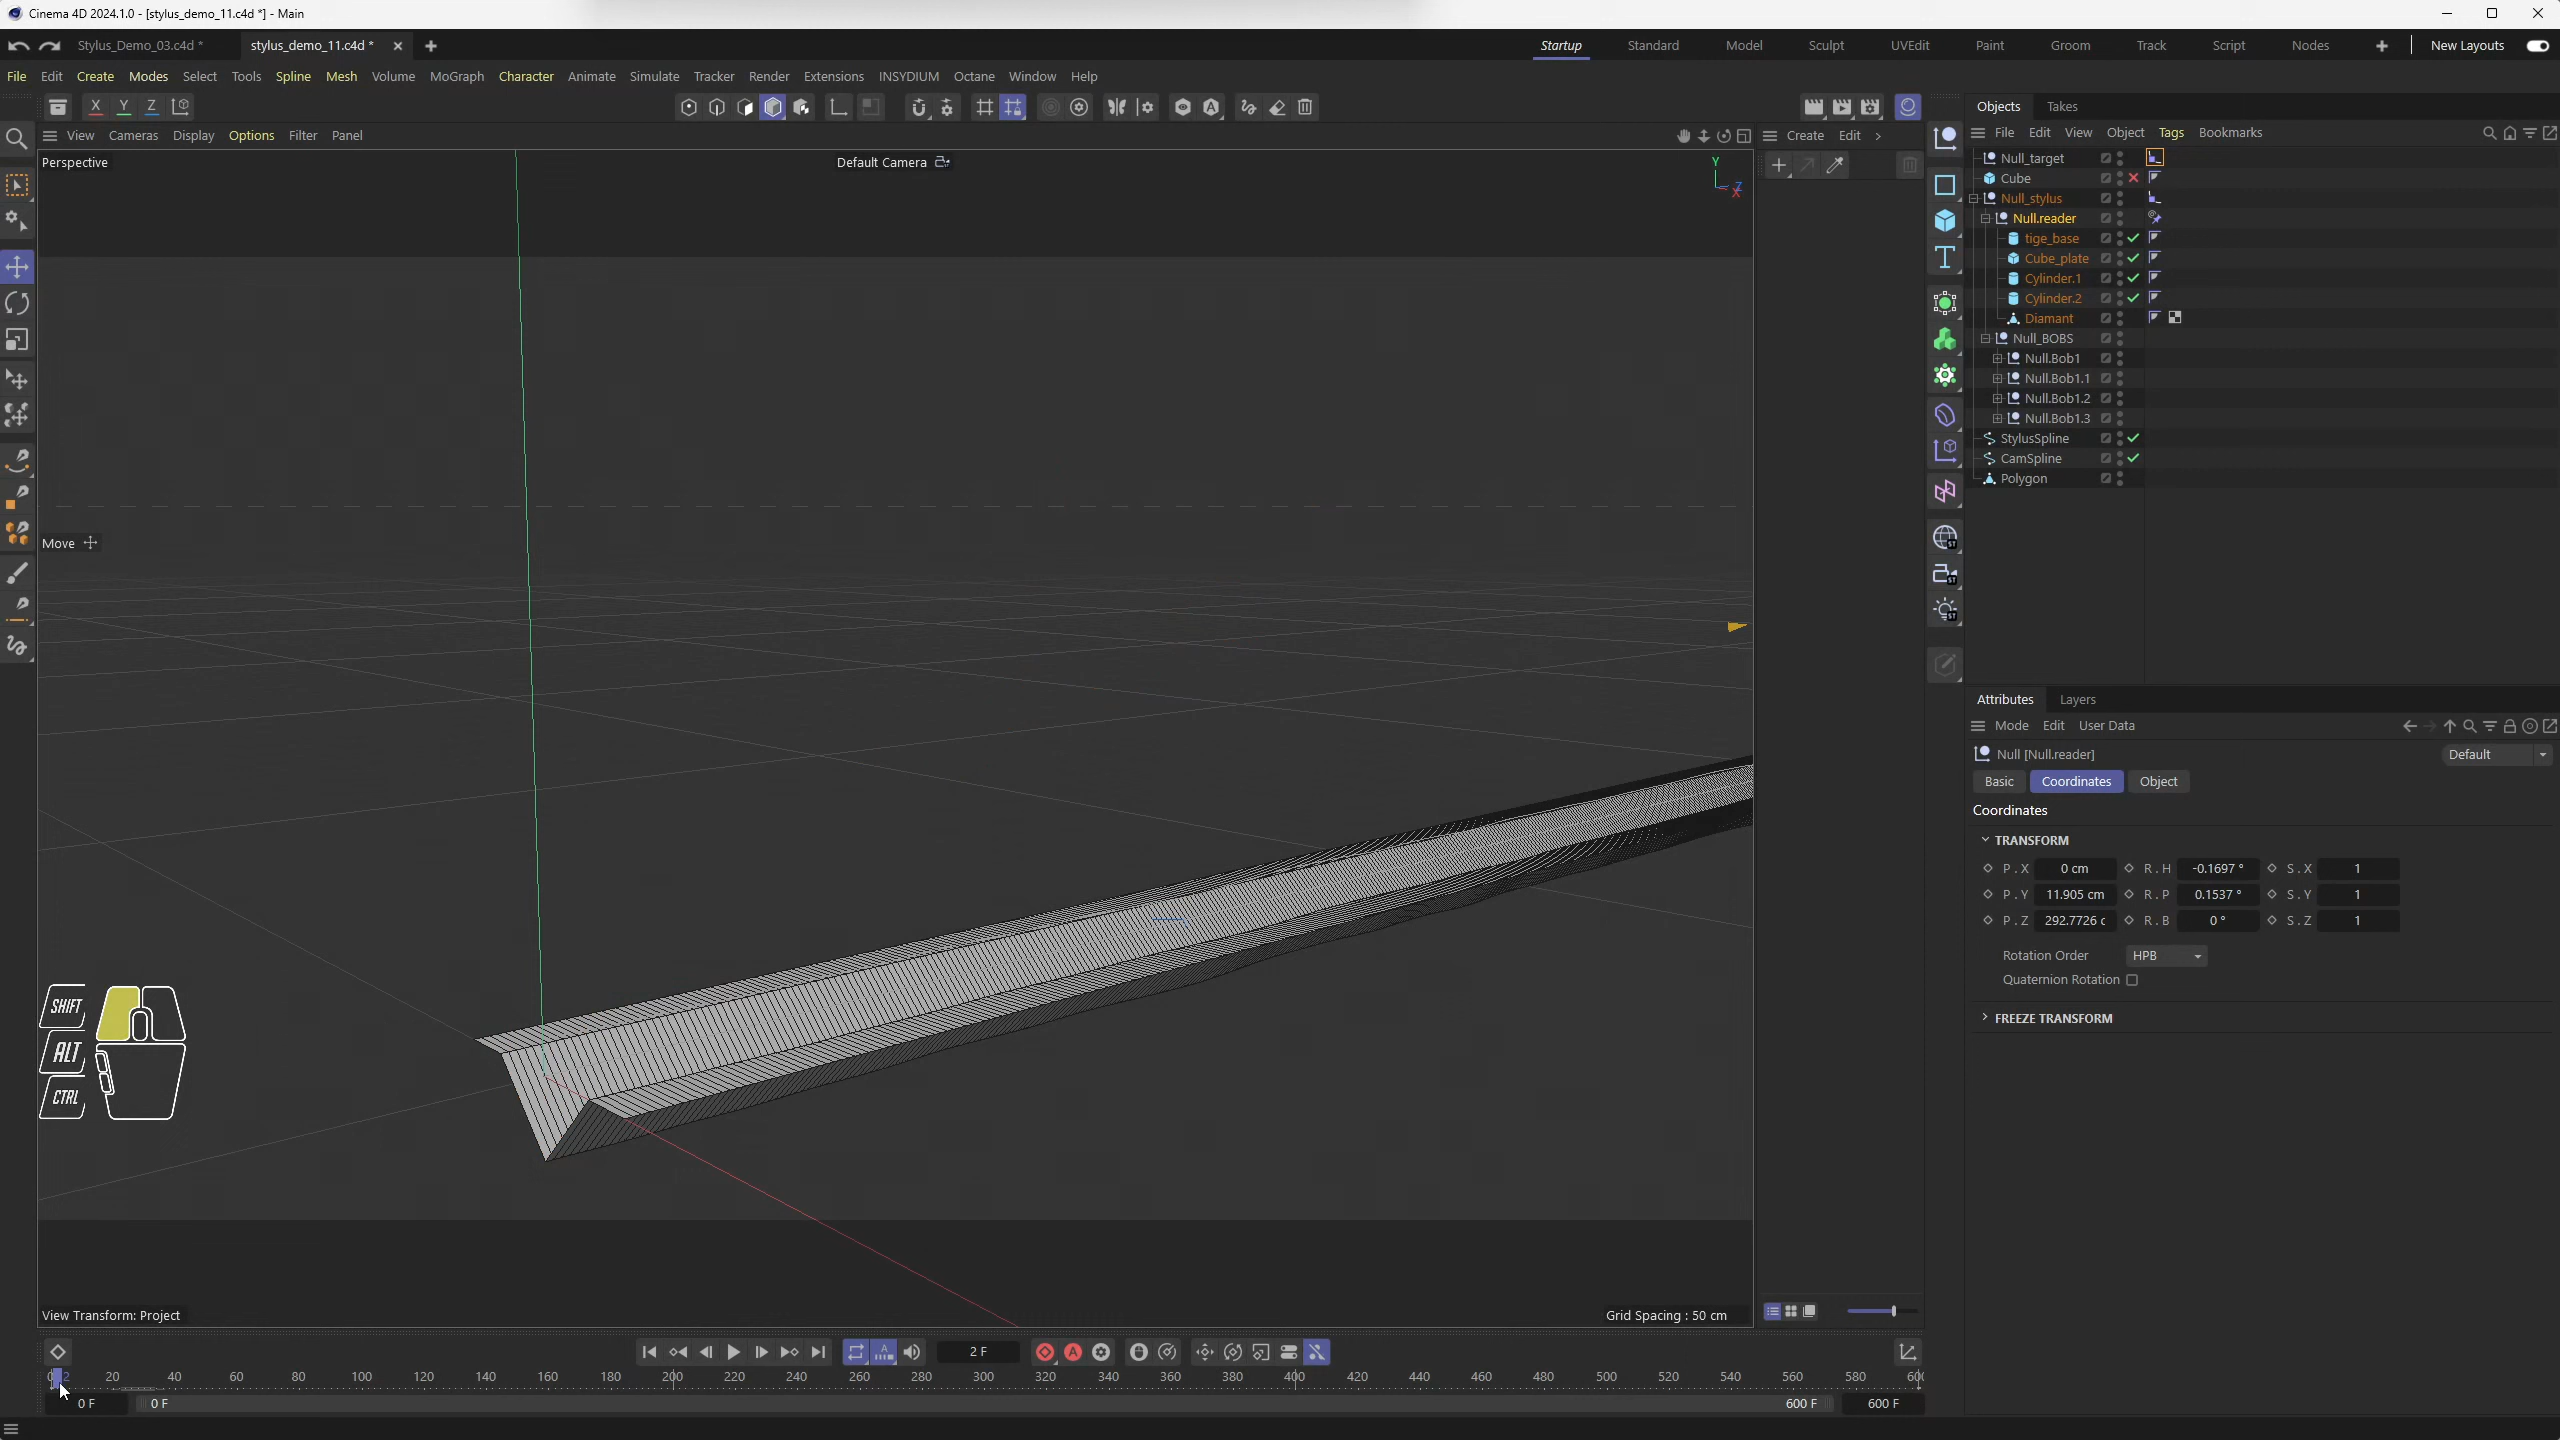 Cinema 4D 2024.1.0 - [stylus_demo_11.c4d *] - Main
Stylus_Demo_03.c4d *
stylus_demo_11.c4d *
Startup Standard Model Sculpt UVEdit Paint Groom Track Script Nodes New Layouts
File Edit Create Modes Select Tools Spline Mesh Volume MoGraph Character Animate Simulate Tracker Render Extensions INSYDIUM Octane Window Help
X Y Z
Objects Takes
View Cameras Display Options Filter Panel
Create Edit
File Edit View Object Tags Bookmarks
Perspective
Default Camera
Y
Z
X
Null_target
Cube
Null_stylus
Null.reader
tige_base
Cube_plate
Cylinder.1
Cylinder.2
Diamant
Null_BOBS
Null.Bob1
Null.Bob1.1
Null.Bob1.2
Null.Bob1.3
StylusSpline
CamSpline
Polygon
Move
Attributes Layers
Mode Edit User Data
Null [Null.reader]
Default
Basic Coordinates Object
Coordinates
TRANSFORM
P . X 0 cm R . H -0.1697 ° S . X 1
P . Y 11.905 cm R . P 0.1537 ° S . Y 1
P . Z 292.7726 c R . B 0 ° S . Z 1
Rotation Order HPB
Quaternion Rotation
FREEZE TRANSFORM
SHIFT
ALT
CTRL
View Transform: Project
Grid Spacing : 50 cm
2 F
0 2 20 40 60 80 100 120 140 160 180 200 220 240 260 280 300 320 340 360 380 400 420 440 460 480 500 520 540 560 580 600
0 F 0 F 600 F 600 F